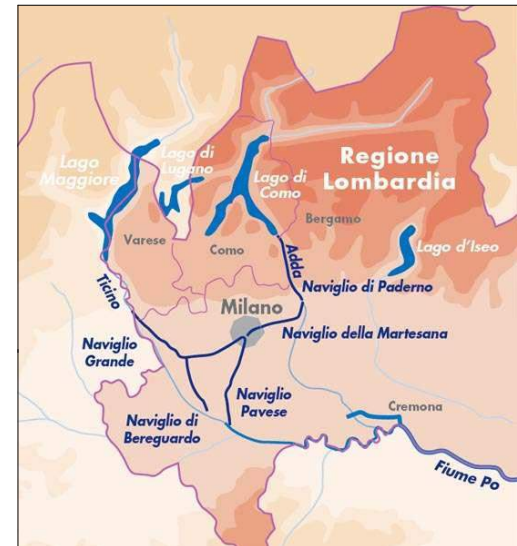 Lago
Maggiore
Lago di
Lugano
Lago di
Como
Regione
Lombardia
Bergamo
Varese
Como
Adda
Lago d'Iseo
Ticino
Naviglio di Paderno
Milano
Naviglio della Martesana
Naviglio
Grande
Naviglio
Pavese
Naviglio di
Bereguardo
Cremona
Fiume Po